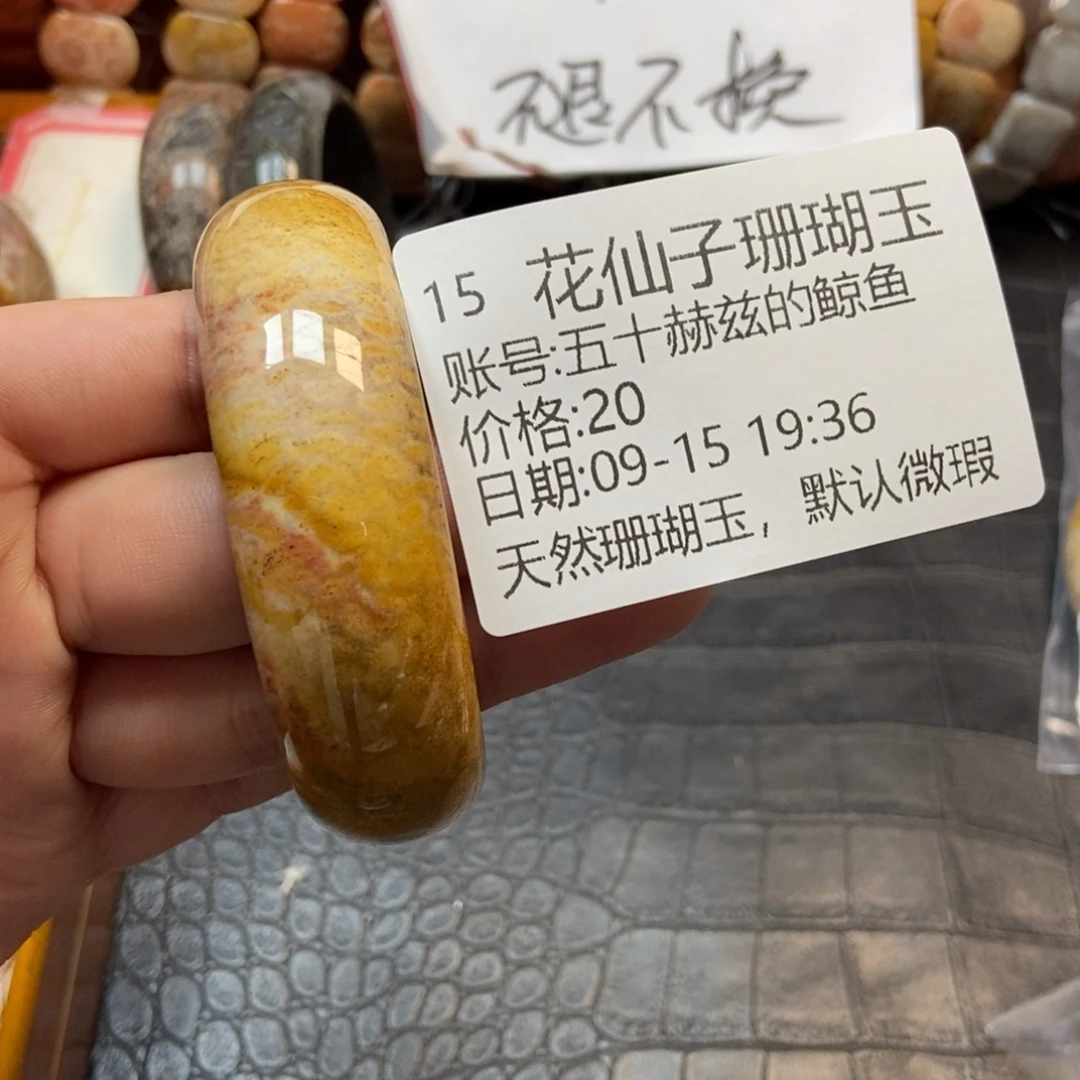 不退不换
15 花仙子珊瑚玉
账号:五十赫兹的鲸鱼
价格:20
日期:09-15 19:36
天然珊瑚玉，默认微瑕